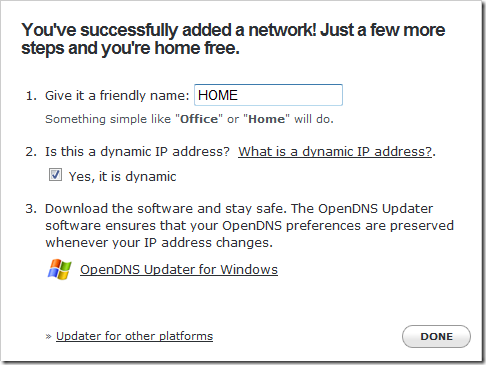 You've successfully added a network! Just a few more
steps and you're home free.
1. Give it a friendly name: HOME
Something simple like "Office" or "Home" will do.
2. Is this a dynamic IP address? What is a dynamic IP address?.
Yes, it is dynamic
3. Download the software and stay safe. The OpenDNS Updater
software ensures that your OpenDNS preferences are preserved
whenever your IP address changes.
OpenDNS Updater for Windows
» Updater for other platforms
DONE